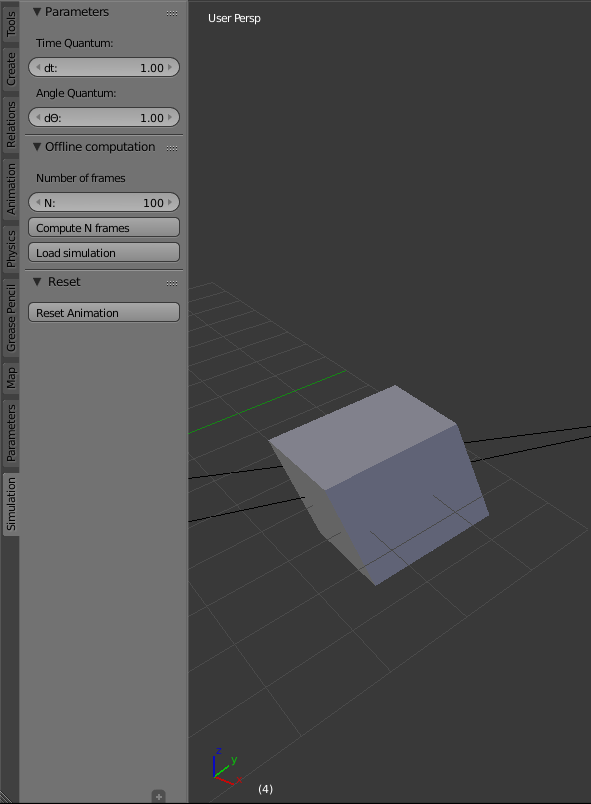 Tools
Create
Relations
Animation
Physics
Grease Pencil
Map
Parameters
Simulation
Parameters
Time Quantum:
dt: 1.00
Angle Quantum:
dΘ: 1.00
Offline computation
Number of frames
N: 100
Compute N frames
Load simulation
Reset
Reset Animation
User Persp
z
y
x
(4)